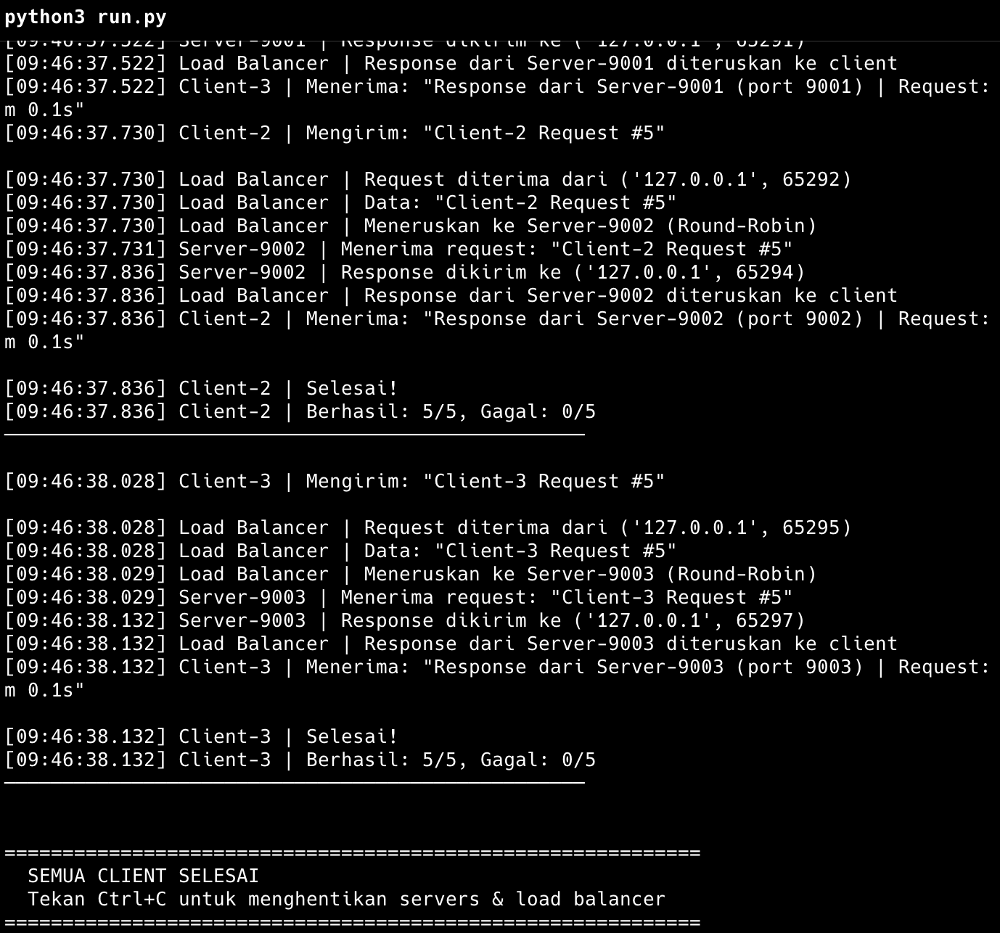 python3 run.py
[09:46:37.522] Server-9001 | Response dikirim ke ('127.0.0.1', 65291)
[09:46:37.522] Load Balancer | Response dari Server-9001 diteruskan ke client
[09:46:37.522] Client-3 | Menerima: "Response dari Server-9001 (port 9001) | Request:
m 0.1s"
[09:46:37.730] Client-2 | Mengirim: "Client-2 Request #5"
[09:46:37.730] Load Balancer | Request diterima dari ('127.0.0.1', 65292)
[09:46:37.730] Load Balancer | Data: "Client-2 Request #5"
[09:46:37.730] Load Balancer | Meneruskan ke Server-9002 (Round-Robin)
[09:46:37.731] Server-9002 | Menerima request: "Client-2 Request #5"
[09:46:37.836] Server-9002 | Response dikirim ke ('127.0.0.1', 65294)
[09:46:37.836] Load Balancer | Response dari Server-9002 diteruskan ke client
[09:46:37.836] Client-2 | Menerima: "Response dari Server-9002 (port 9002) | Request:
m 0.1s"
[09:46:37.836] Client-2 | Selesai!
[09:46:37.836] Client-2 | Berhasil: 5/5, Gagal: 0/5
[09:46:38.028] Client-3 | Mengirim: "Client-3 Request #5"
[09:46:38.028] Load Balancer | Request diterima dari ('127.0.0.1', 65295)
[09:46:38.028] Load Balancer | Data: "Client-3 Request #5"
[09:46:38.029] Load Balancer | Meneruskan ke Server-9003 (Round-Robin)
[09:46:38.029] Server-9003 | Menerima request: "Client-3 Request #5"
[09:46:38.132] Server-9003 | Response dikirim ke ('127.0.0.1', 65297)
[09:46:38.132] Load Balancer | Response dari Server-9003 diteruskan ke client
[09:46:38.132] Client-3 | Menerima: "Response dari Server-9003 (port 9003) | Request:
m 0.1s"
[09:46:38.132] Client-3 | Selesai!
[09:46:38.132] Client-3 | Berhasil: 5/5, Gagal: 0/5
============================================================
SEMUA CLIENT SELESAI
Tekan Ctrl+C untuk menghentikan servers & load balancer
============================================================